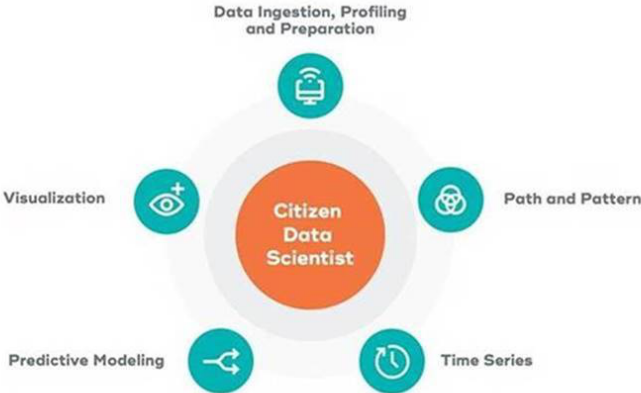 Data Ingestion, Profiling
and Preparation
Visualization
Path and Pattern
Citizen
Data
Scientist
Predictive Modeling
Time Series